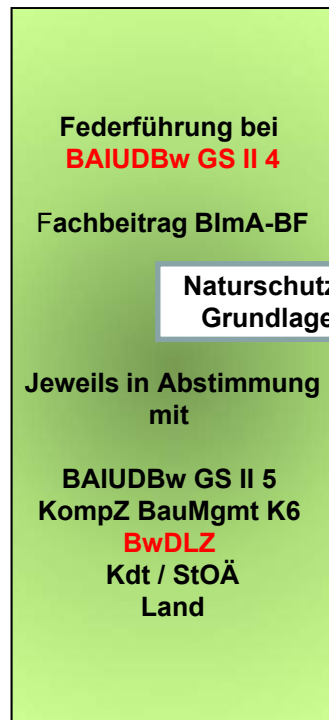 Federführung bei
BAIUDBw GS II 4
Fachbeitrag BImA-BF
Naturschutz
Grundlage
Jeweils in Abstimmung
mit
BAIUDBw GS II 5
KompZ BauMgmt K6
BwDLZ
Kdt / StOÄ
Land